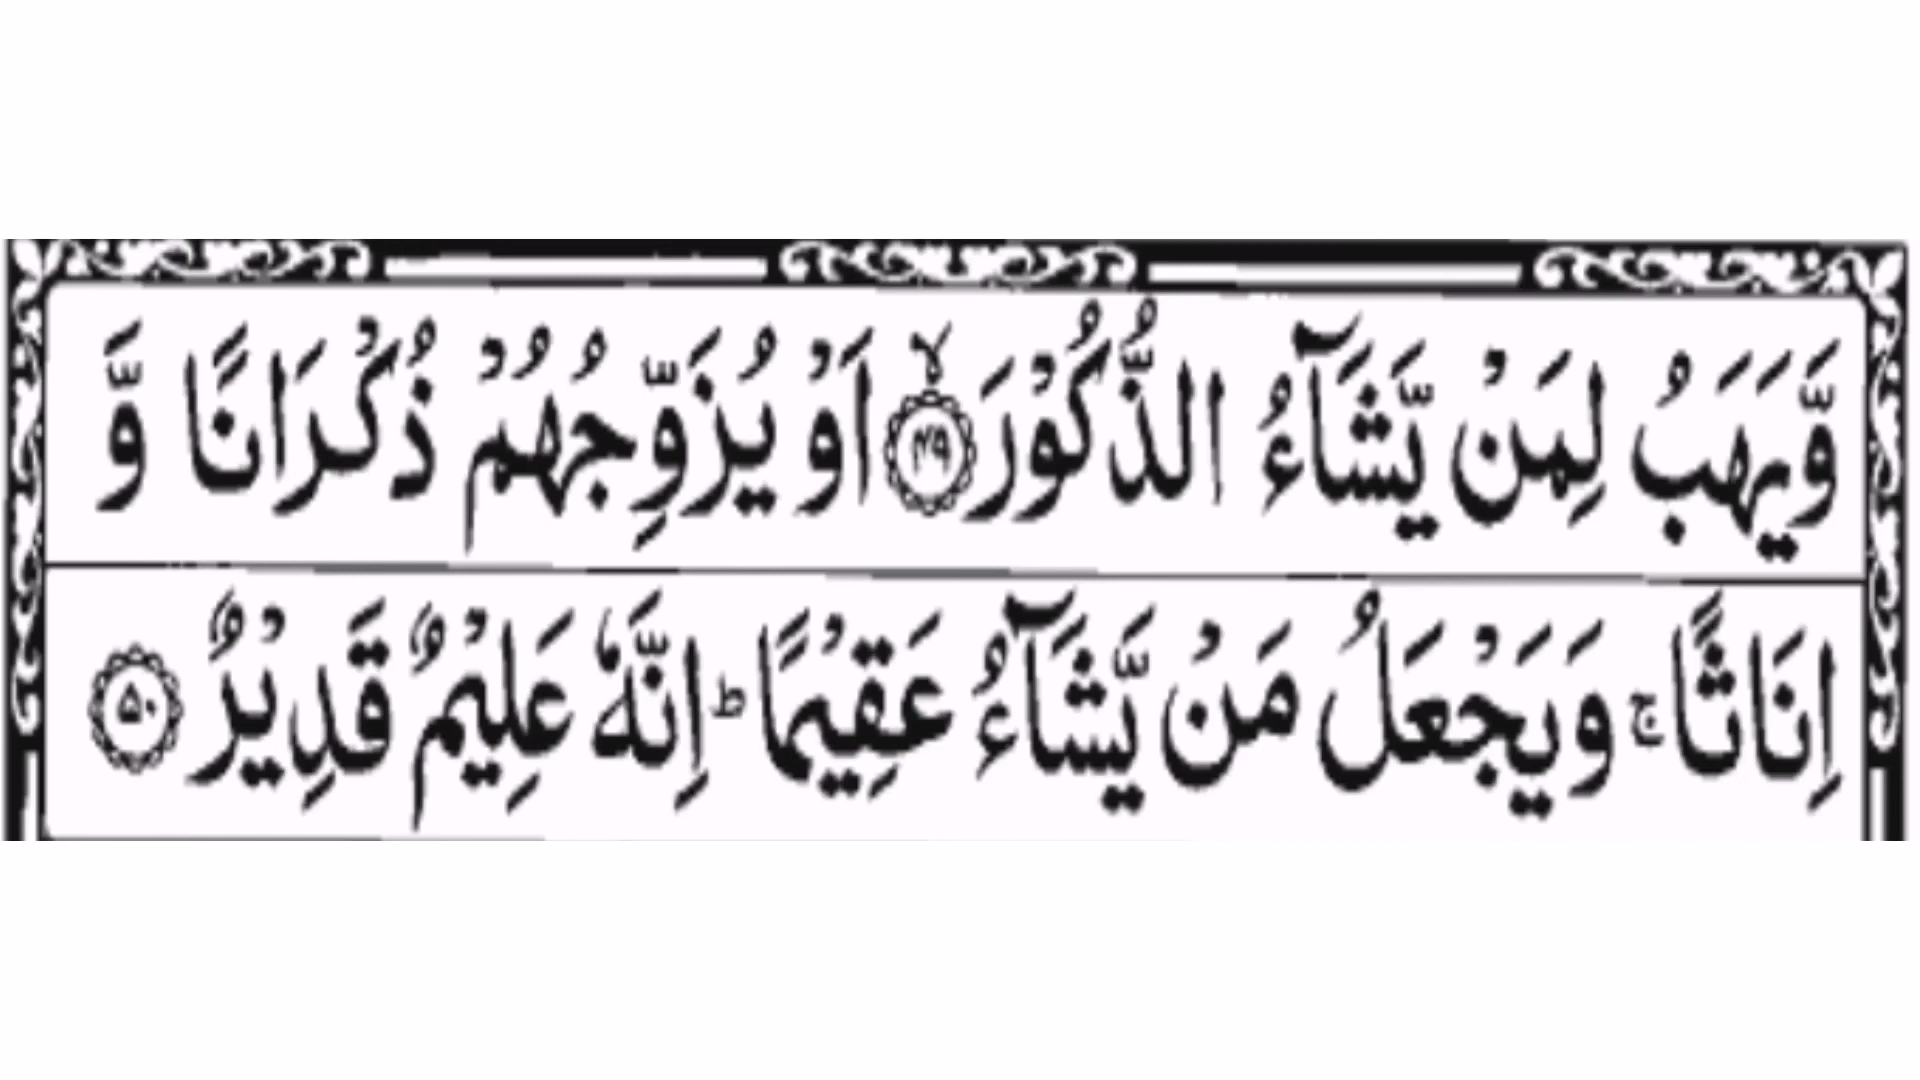 وَّيَهَبُ لِمَنْ يَّشَآءُ الذُّكُوْرَ ۙ﴿۴۹﴾ اَوْ يُزَوِّجُهُمْ ذُكْرَانًا وَّ
اِنَاثًا ۚ وَيَجْعَلُ مَنْ يَّشَآءُ عَقِيْمًا ؕ اِنَّهٗ عَلِيْمٌ قَدِيْرٌ ﴿۵۰﴾